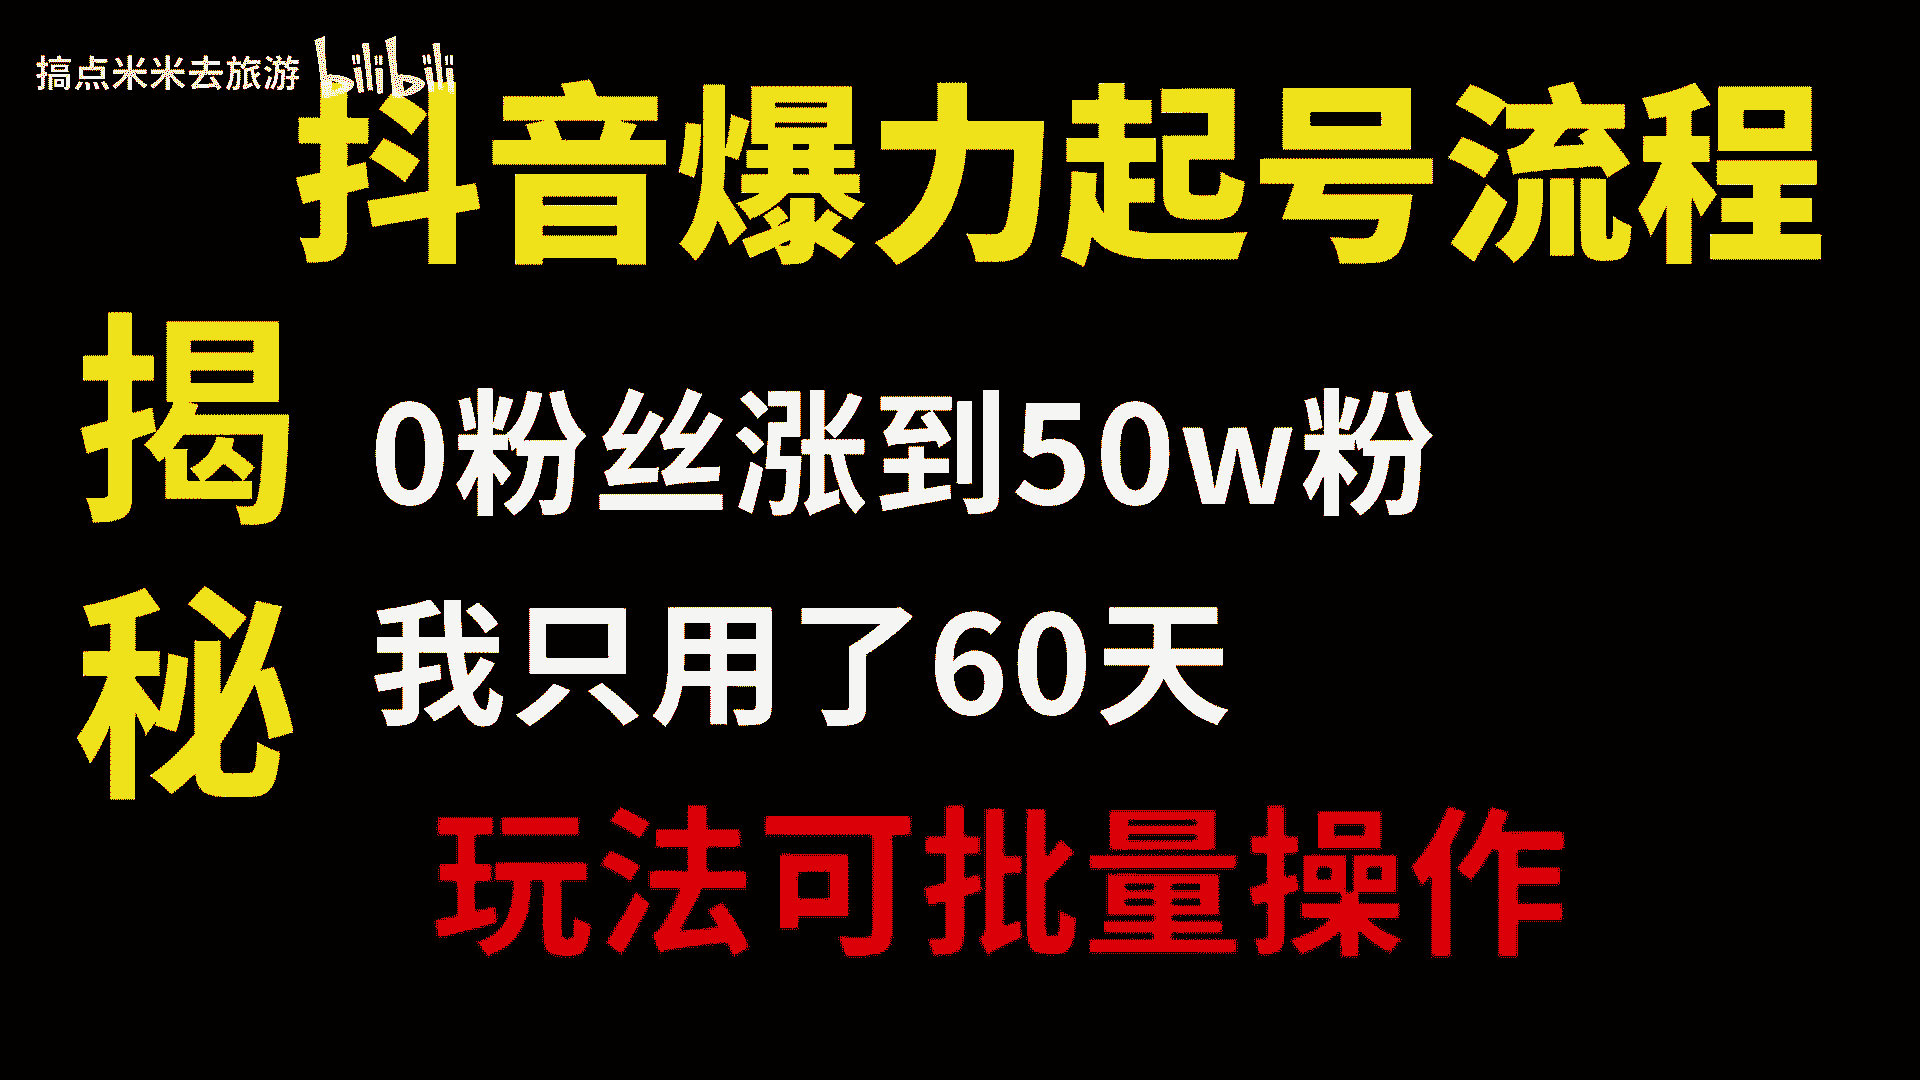 搞点米米去旅游 bilibili
抖音爆力起号流程
揭秘
0粉丝涨到50w粉
我只用了60天
玩法可批量操作